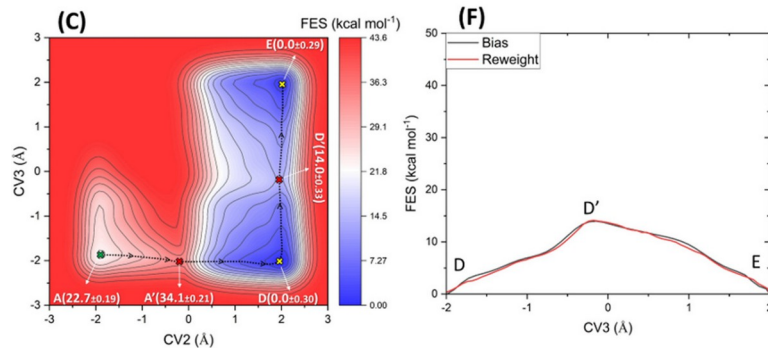 (C)
FES (kcal mol⁻¹)
E(0.0±0.29)
D′(14.0±0.33)
A(22.7±0.19)
A′(34.1±0.21)
D(0.0±0.30)
3
2
1
0
-1
-2
-3
CV3 (Å)
-3 -2 -1 0 1 2 3
CV2 (Å)
43.6
36.3
29.1
21.8
14.5
7.27
0.00
(F)
Bias
Reweight
50
40
30
20
10
0
FES (kcal mol⁻¹)
D
D’
E
-2 -1 0 1 2
CV3 (Å)